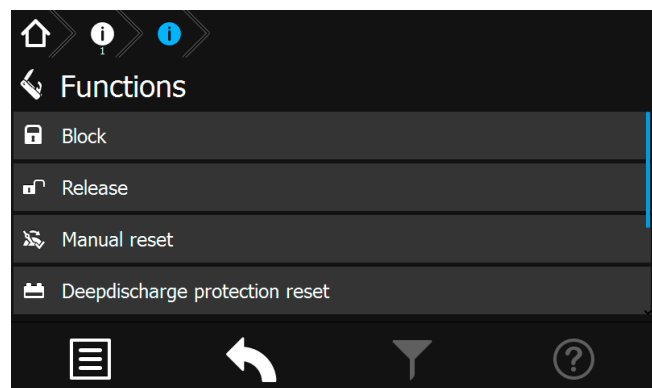 1
Functions
Block
Release
Manual reset
Deepdischarge protection reset